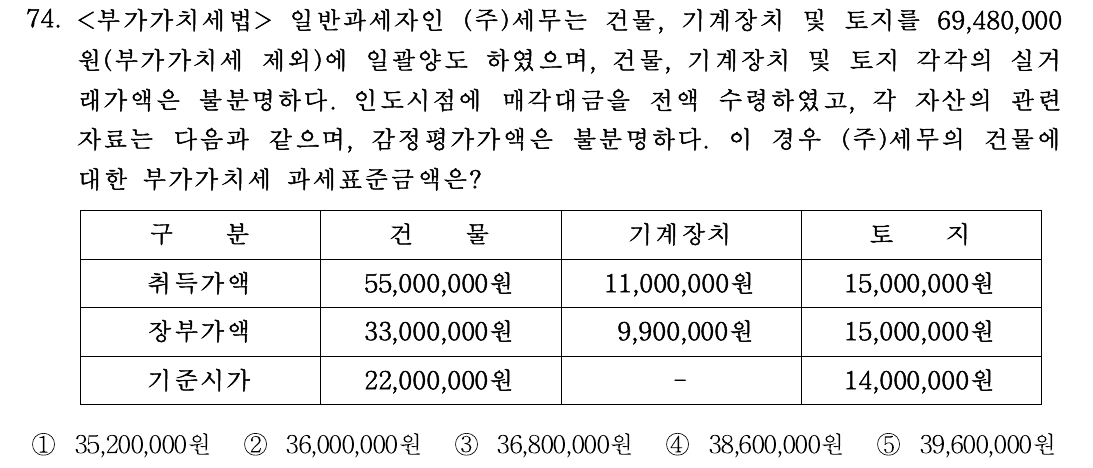 74. <부가가치세법> 일반과세자인 (주)세무는 건물, 기계장치 및 토지를 69,480,000
원(부가가치세 제외)에 일괄양도 하였으며, 건물, 기계장치 및 토지 각각의 실거
래가액은 불분명하다. 인도시점에 매각대금을 전액 수령하였고, 각 자산의 관련
자료는 다음과 같으며, 감정평가가액은 불분명하다. 이 경우 (주)세무의 건물에
대한 부가가치세 과세표준금액은?
구 분 건 물 기계장치 토 지
취득가액 55,000,000원 11,000,000원 15,000,000원
장부가액 33,000,000원 9,900,000원 15,000,000원
기준시가 22,000,000원 - 14,000,000원
① 35,200,000원 ② 36,000,000원 ③ 36,800,000원 ④ 38,600,000원 ⑤ 39,600,000원